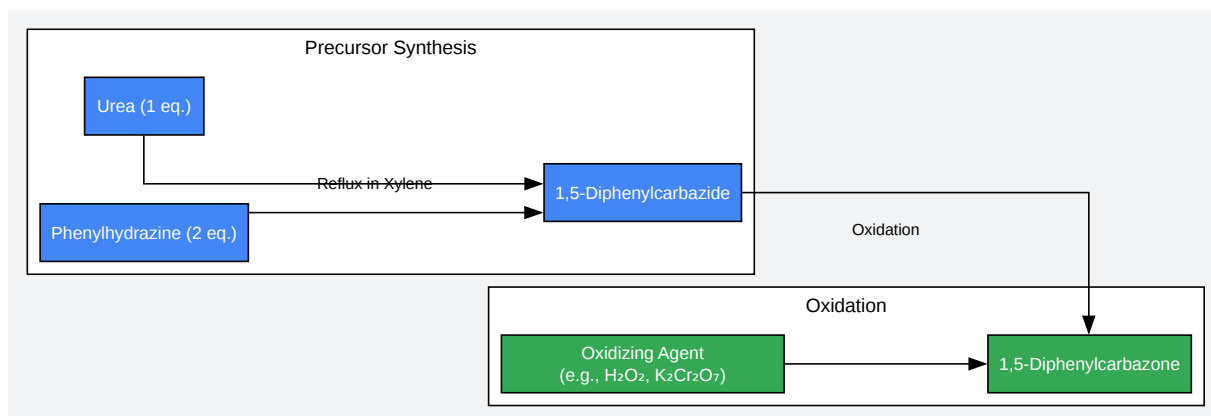 Precursor Synthesis
Urea (1 eq.)
Reflux in Xylene
1,5-Diphenylcarbazide
Phenylhydrazine (2 eq.)
Oxidation
Oxidation
Oxidizing Agent
(e.g., H₂O₂, K₂Cr₂O₇)
1,5-Diphenylcarbazone